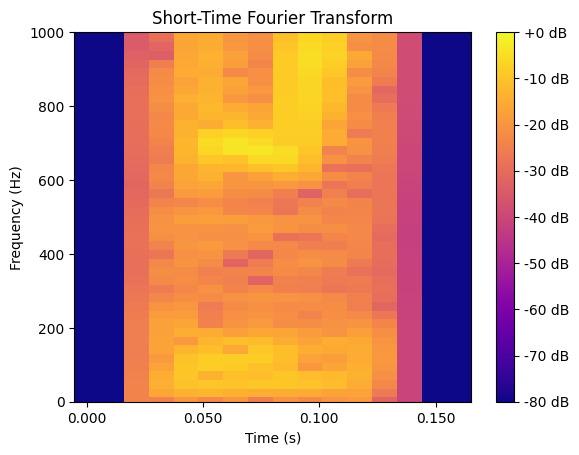 Short-Time Fourier Transform
1000
800
600
400
200
0
Frequency (Hz)
0.000
0.050
0.100
0.150
Time (s)
+0 dB
-10 dB
-20 dB
-30 dB
-40 dB
-50 dB
-60 dB
-70 dB
-80 dB